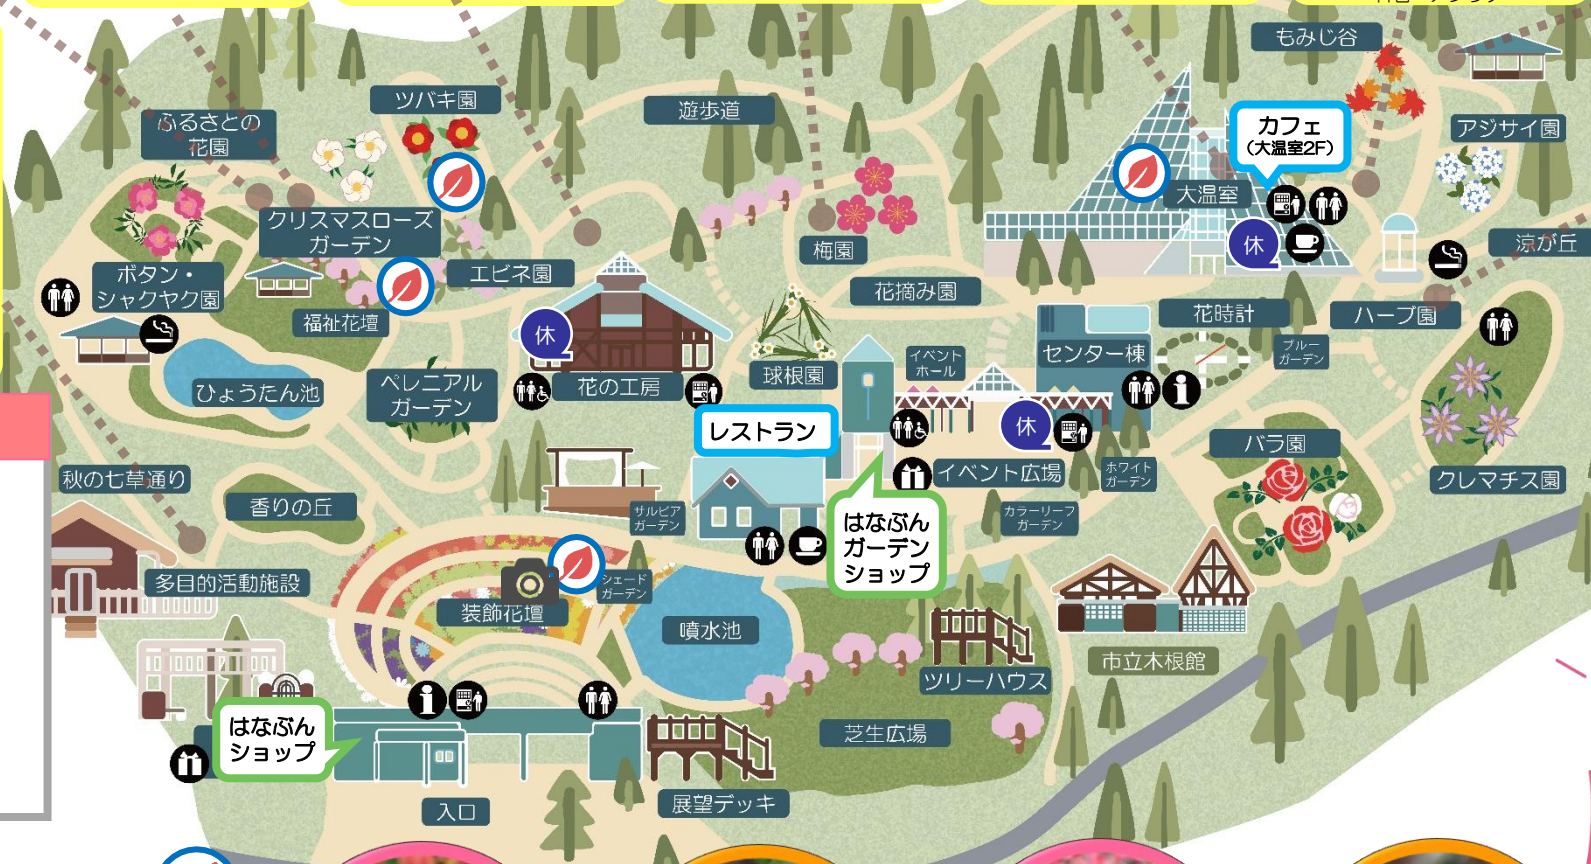 もみじ谷
ツバキ園
遊歩道
ふるさとの
花園
カフェ
(大温室2F)
アジサイ園
大温室
クリスマスローズ
ガーデン
梅園
休
涼が丘
エビネ園
ボタン・
シャクヤク園
花摘み園
福祉花壇
花時計
ハーブ園
休
センター棟
ブルー
ガーデン
イベント
ホール
球根園
ひょうたん池
ペレニアル
ガーデン
花の工房
レストラン
休
バラ園
秋の七草通り
イベント広場
ホワイト
ガーデン
クレマチス園
香りの丘
サルビア
ガーデン
カラーリーフ
ガーデン
はなぶん
ガーデン
ショップ
多目的活動施設
シェード
ガーデン
装飾花壇
噴水池
市立木根館
ツリーハウス
はなぶん
ショップ
芝生広場
入口
展望デッキ